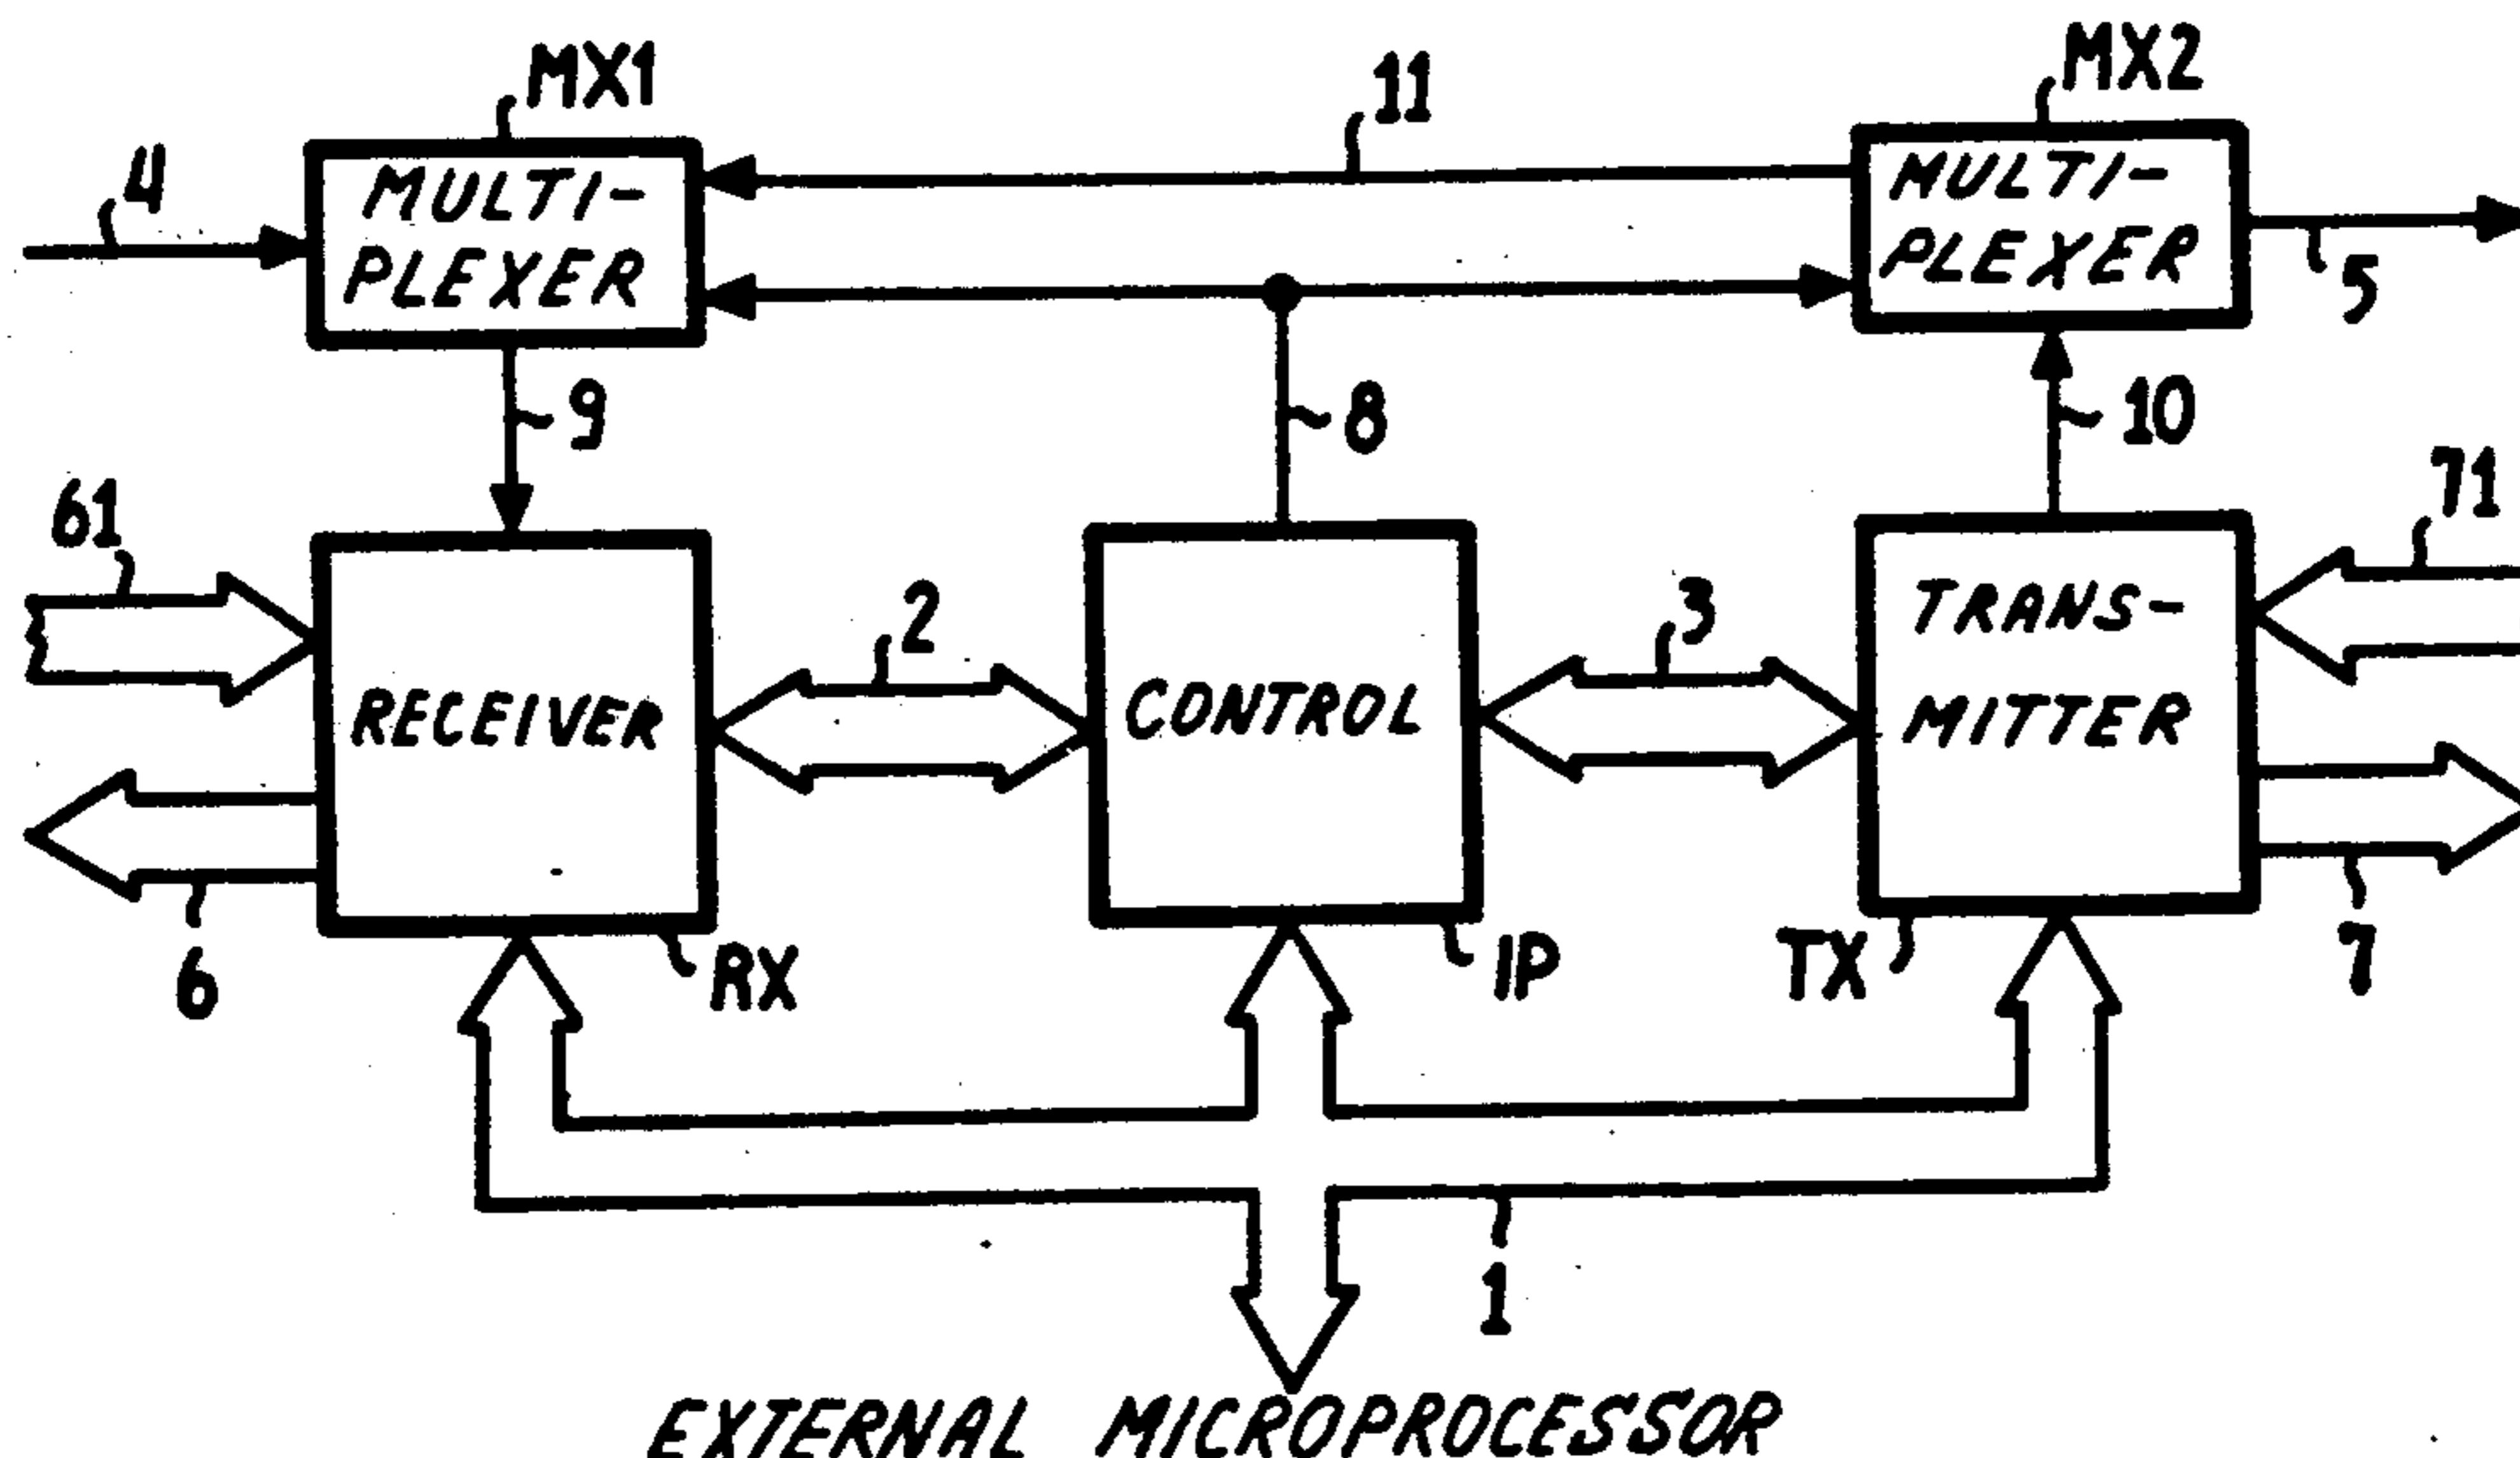 MX1
11
MX2
4
MULTI-
PLEXER
MULTI-
PLEXER
5
9
8
10
61
71
2
3
RECEIVER
CONTROL
TRANS-
MITTER
6
RX
IP
TX
7
1
EXTERNAL MICROPROCESSOR